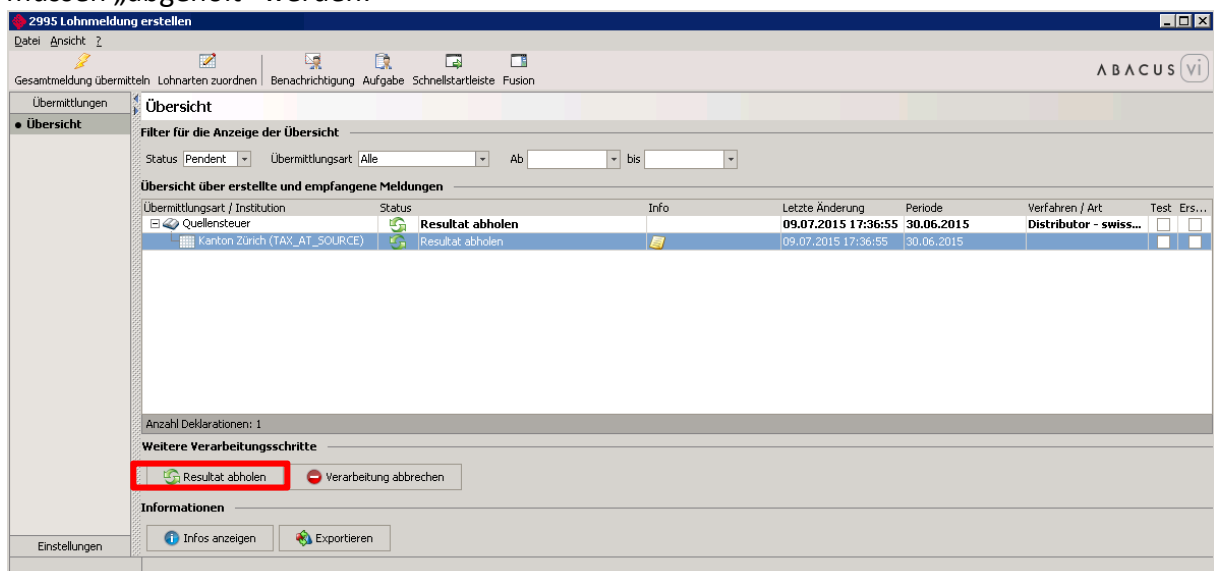 müssen „abgeholt“ werden.
2995 Lohnmeldung erstellen
Datei Ansicht ?
Gesamtmeldung übermitteln Lohnarten zuordnen Benachrichtigung Aufgabe Schnellstartleiste Fusion
ABACUS vi
Übermittlungen
Übersicht
• Übersicht
Filter für die Anzeige der Übersicht
Status Pendent Übermittlungsart Alle Ab bis
Übersicht über erstellte und empfangene Meldungen
Übermittlungsart / Institution Status Info Letzte Änderung Periode Verfahren / Art Test Ers...
Quellensteuer Resultat abholen 09.07.2015 17:36:55 30.06.2015 Distributor - swiss...
Kanton Zürich (TAX_AT_SOURCE) Resultat abholen 09.07.2015 17:36:55 30.06.2015
Anzahl Deklarationen: 1
Weitere Verarbeitungsschritte
Resultat abholen Verarbeitung abbrechen
Informationen
Infos anzeigen Exportieren
Einstellungen